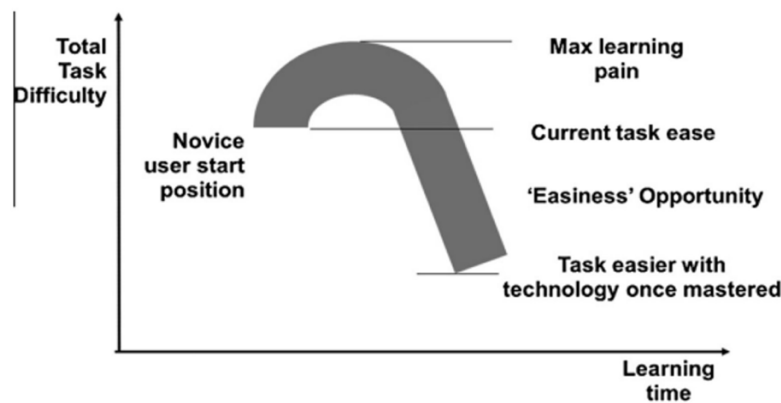 Total
Task
Difficulty
Max learning
pain
Current task ease
Novice
user start
position
‘Easiness’ Opportunity
Task easier with
technology once mastered
Learning
time